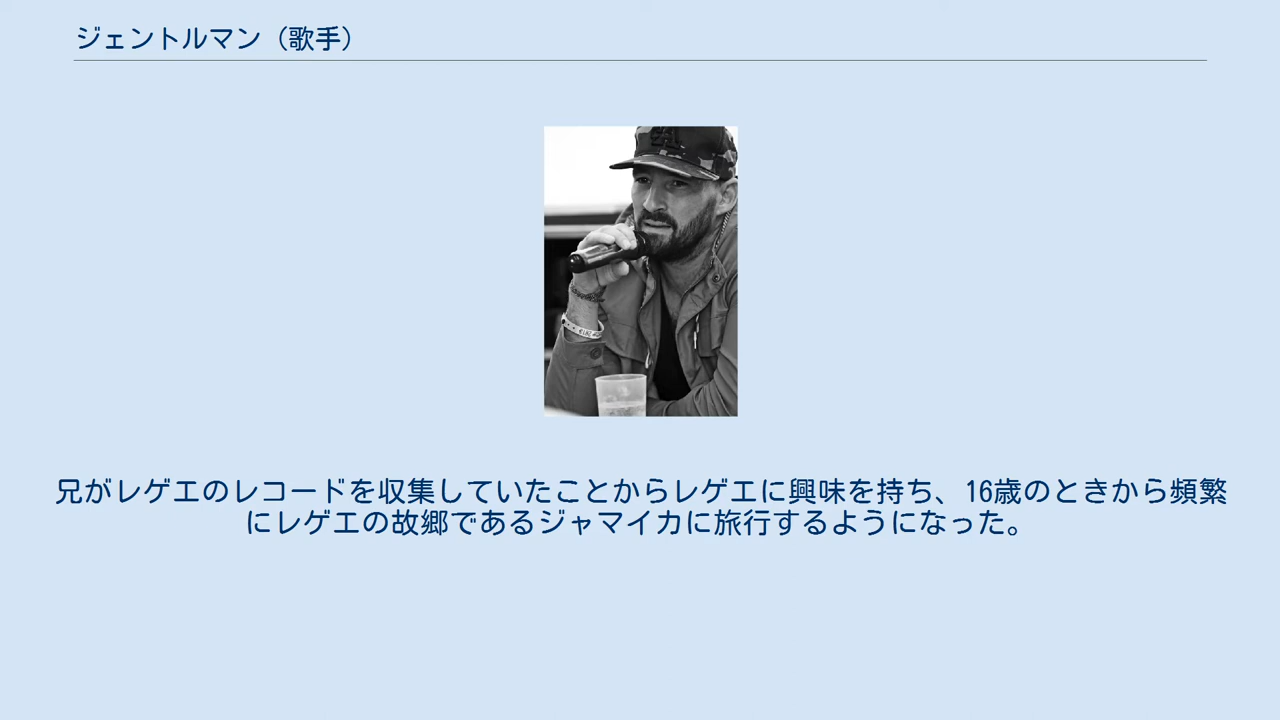 ジェントルマン（歌手）
兄がレゲエのレコードを収集していたことからレゲエに興味を持ち、16歳のときから頻繁
にレゲエの故郷であるジャマイカに旅行するようになった。